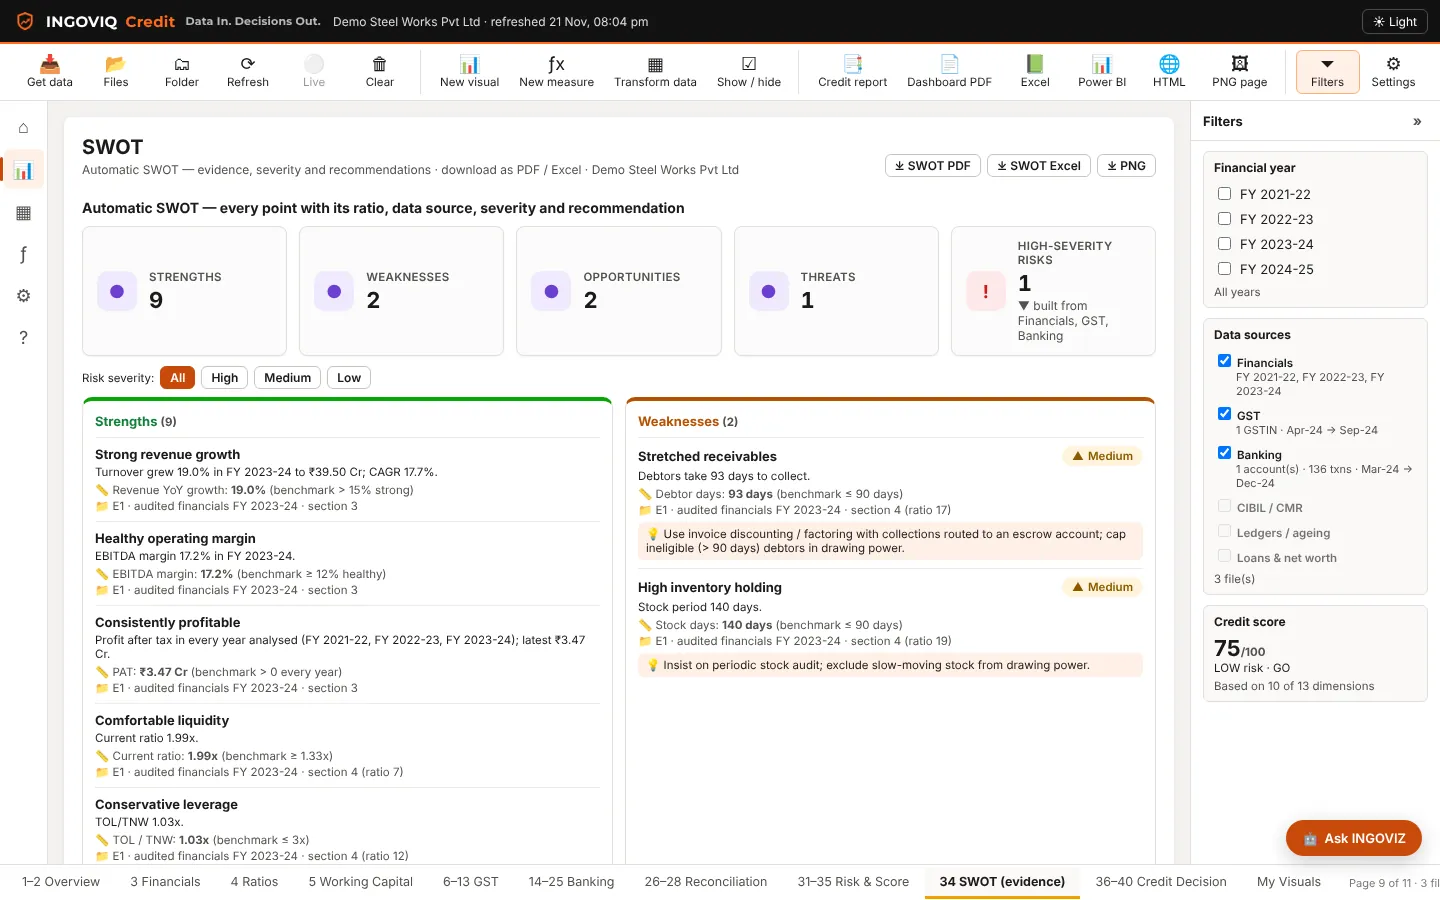 INGOVIQ Credit Data In. Decisions Out. Demo Steel Works Pvt Ltd · refreshed 21 Nov, 08:04 pm
☀ Light
Get data
Files
Folder
Refresh
Live
Clear
New visual
New measure
Transform data
Show / hide
Credit report
Dashboard PDF
Excel
Power BI
HTML
PNG page
Filters
Settings
SWOT
Automatic SWOT — evidence, severity and recommendations · download as PDF / Excel · Demo Steel Works Pvt Ltd
SWOT PDF
SWOT Excel
PNG
Automatic SWOT — every point with its ratio, data source, severity and recommendation
STRENGTHS
9
WEAKNESSES
2
OPPORTUNITIES
2
THREATS
1
HIGH-SEVERITY
RISKS
1
▼ built from
Financials, GST,
Banking
Risk severity: All High Medium Low
Strengths (9)
Strong revenue growth
Turnover grew 19.0% in FY 2023-24 to ₹39.50 Cr; CAGR 17.7%.
Revenue YoY growth: 19.0% (benchmark > 15% strong)
E1 · audited financials FY 2023-24 · section 3
Healthy operating margin
EBITDA margin 17.2% in FY 2023-24.
EBITDA margin: 17.2% (benchmark ≥ 12% healthy)
E1 · audited financials FY 2023-24 · section 3
Consistently profitable
Profit after tax in every year analysed (FY 2021-22, FY 2022-23, FY 2023-24); latest ₹3.47
Cr.
PAT: ₹3.47 Cr (benchmark > 0 every year)
E1 · audited financials FY 2023-24 · section 3
Comfortable liquidity
Current ratio 1.99x.
Current ratio: 1.99x (benchmark ≥ 1.33x)
E1 · audited financials FY 2023-24 · section 4 (ratio 7)
Conservative leverage
TOL/TNW 1.03x.
TOL / TNW: 1.03x (benchmark ≤ 3x)
E1 · audited financials FY 2023-24 · section 4 (ratio 12)
Weaknesses (2)
Stretched receivables
▲ Medium
Debtors take 93 days to collect.
Debtor days: 93 days (benchmark ≤ 90 days)
E1 · audited financials FY 2023-24 · section 4 (ratio 17)
Use invoice discounting / factoring with collections routed to an escrow account; cap
ineligible (> 90 days) debtors in drawing power.
High inventory holding
▲ Medium
Stock period 140 days.
Stock days: 140 days (benchmark ≤ 90 days)
E1 · audited financials FY 2023-24 · section 4 (ratio 19)
Insist on periodic stock audit; exclude slow-moving stock from drawing power.
Filters »
Financial year
FY 2021-22
FY 2022-23
FY 2023-24
FY 2024-25
All years
Data sources
Financials
FY 2021-22, FY 2022-23, FY
2023-24
GST
1 GSTIN · Apr-24 → Sep-24
Banking
1 account(s) · 136 txns · Mar-24 →
Dec-24
CIBIL / CMR
Ledgers / ageing
Loans & net worth
3 file(s)
Credit score
75/100
LOW risk · GO
Based on 10 of 13 dimensions
Ask INGOVIZ
1–2 Overview
3 Financials
4 Ratios
5 Working Capital
6–13 GST
14–25 Banking
26–28 Reconciliation
31–35 Risk & Score
34 SWOT (evidence)
36–40 Credit Decision
My Visuals
Page 9 of 11 · 3 fil